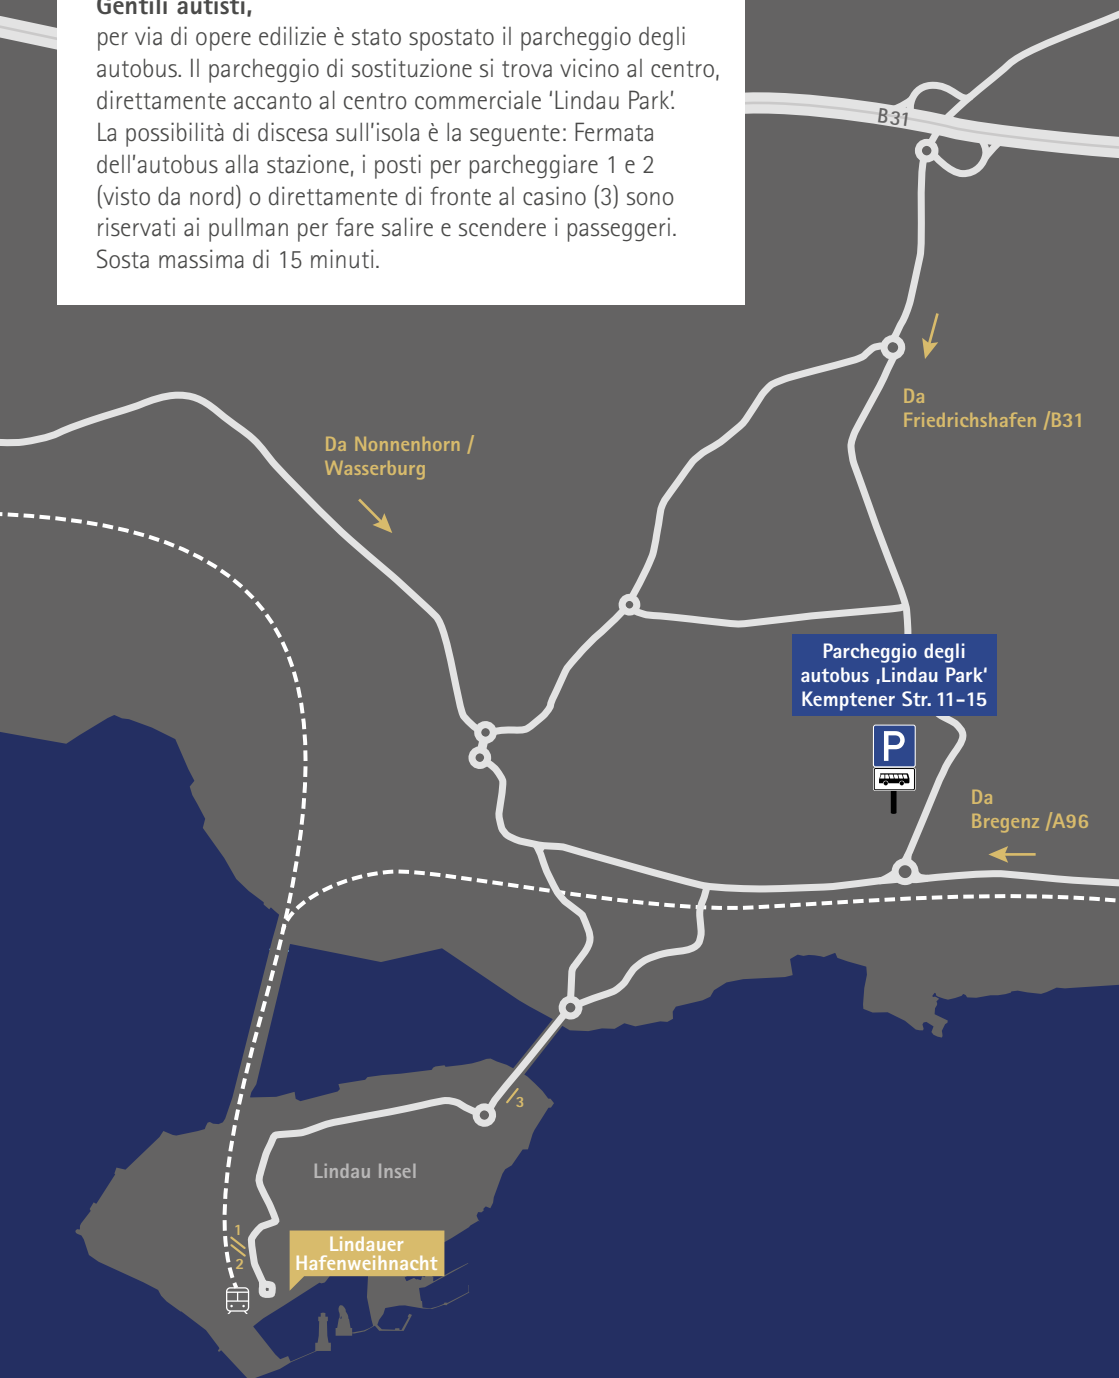 Gentili autisti,
per via di opere edilizie è stato spostato il parcheggio degli
autobus. Il parcheggio di sostituzione si trova vicino al centro,
direttamente accanto al centro commerciale 'Lindau Park'.
La possibilità di discesa sull'isola è la seguente: Fermata
dell'autobus alla stazione, i posti per parcheggiare 1 e 2
(visto da nord) o direttamente di fronte al casino (3) sono
riservati ai pullman per fare salire e scendere i passeggeri.
Sosta massima di 15 minuti.
B31
Da
Friedrichshafen /B31
Da Nonnenhorn /
Wasserburg
Parcheggio degli
autobus ‚Lindau Park'
Kemptener Str. 11-15
P
Da
Bregenz /A96
3
Lindau Insel
1
2
Lindauer
Hafenweihnacht